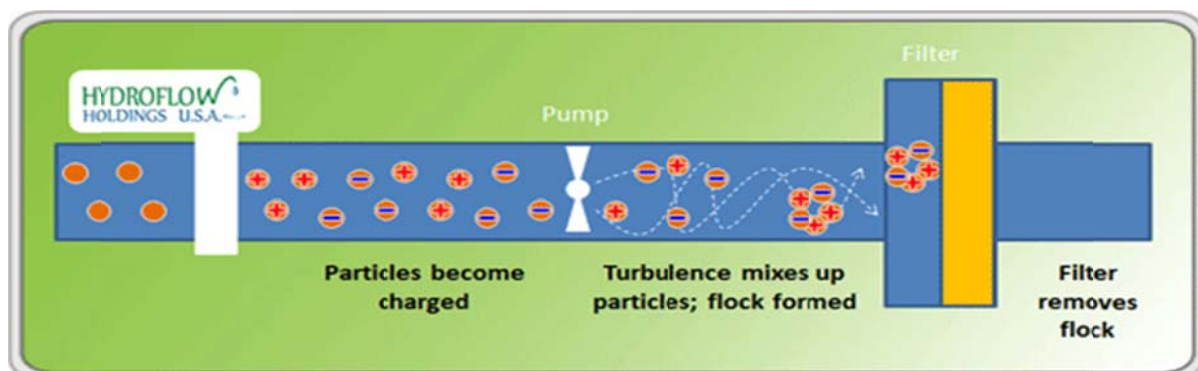 HYDROFLOW
HOLDINGS U.S.A.
Pump
Filter
Particles become
charged
Turbulence mixes up
particles; flock formed
Filter
removes
flock